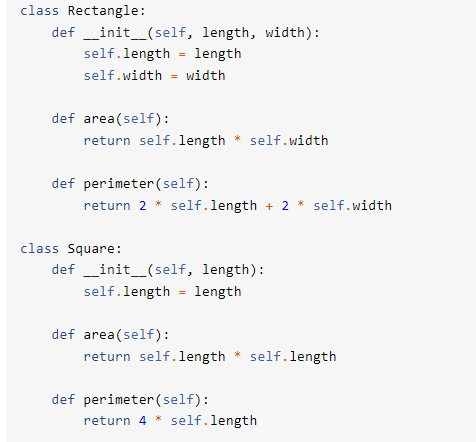 class Rectangle:
    def __init__(self, length, width):
        self.length = length
        self.width = width

    def area(self):
        return self.length * self.width

    def perimeter(self):
        return 2 * self.length + 2 * self.width

class Square:
    def __init__(self, length):
        self.length = length

    def area(self):
        return self.length * self.length

    def perimeter(self):
        return 4 * self.length